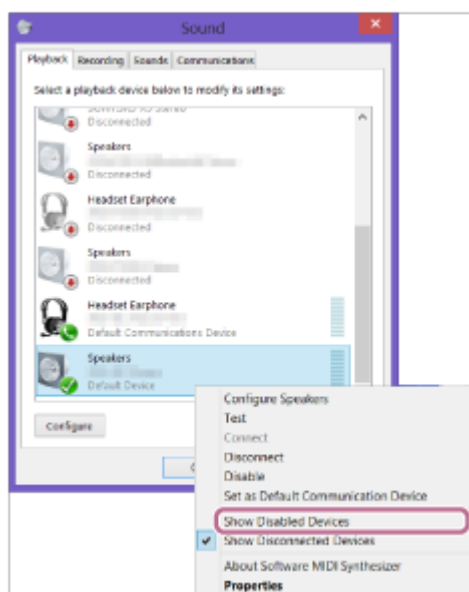 Sound
Playback Recording Sounds Communications
Select a playback device below to modify its settings:
Disconnected
Speakers
Disconnected
Headset Earphone
Disconnected
Speakers
Disconnected
Headset Earphone
Default Communications Device
Speakers
Default Device
Configure
Configure Speakers
Test
Connect
Disconnect
Disable
Set as Default Communication Device
Show Disabled Devices
Show Disconnected Devices
About Software MIDI Synthesizer
Properties